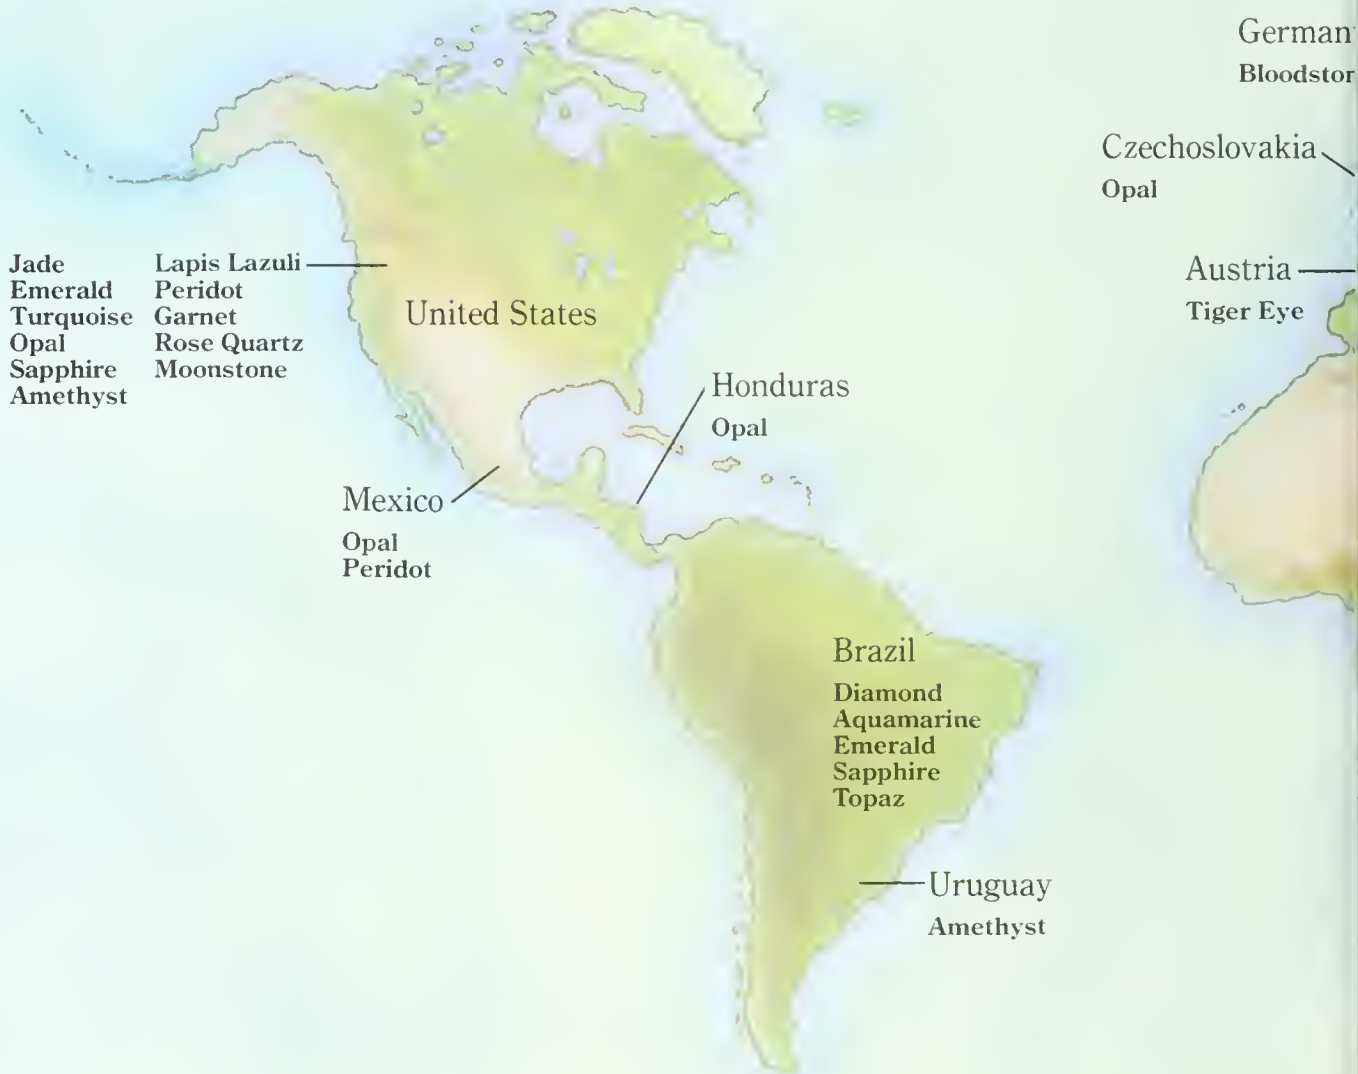 Jade
Emerald
Turquoise
Opal
Sapphire
Amethyst
Lapis Lazuli
Peridot
Garnet
Rose Quartz
Moonstone
United States
Mexico
Opal
Peridot
Honduras
Opal
Brazil
Diamond
Aquamarine
Emerald
Sapphire
Topaz
Uruguay
Amethyst
German
Bloodston
Czechoslovakia
Opal
Austria
Tiger Eye